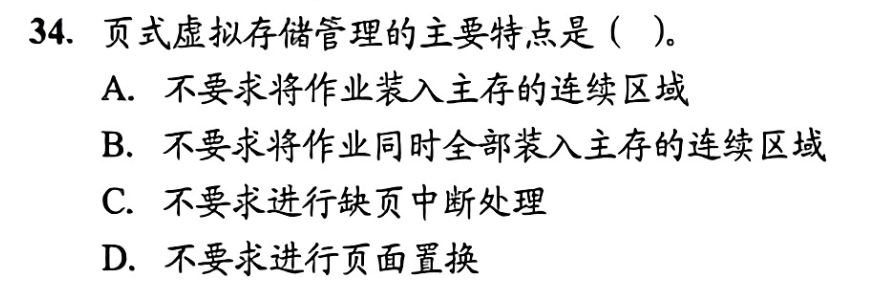 34. 页式虚拟存储管理的主要特点是（ ）。
A. 不要求将作业装入主存的连续区域
B. 不要求将作业同时全部装入主存的连续区域
C. 不要求进行缺页中断处理
D. 不要求进行页面置换